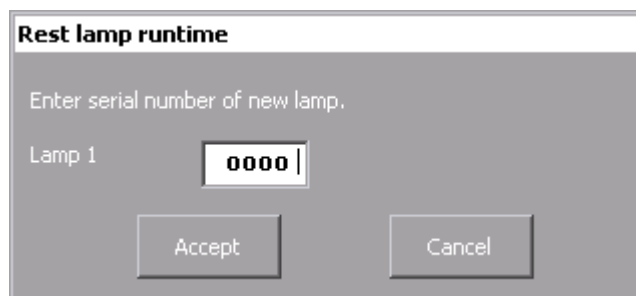 Rest lamp runtime
Enter serial number of new lamp.
Lamp 1 0000
Accept Cancel